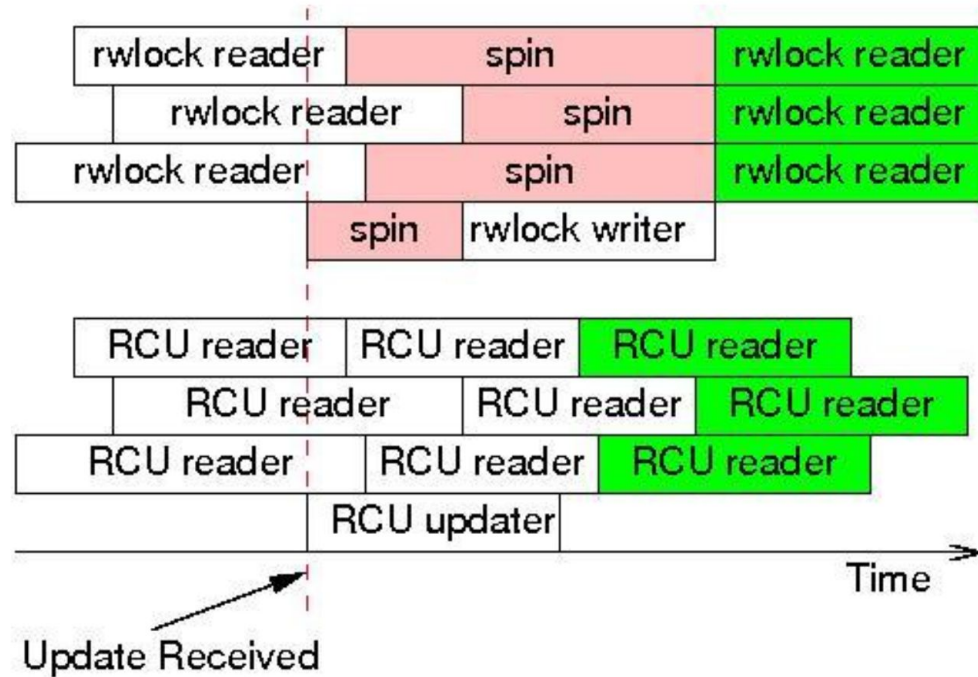 rwlock reader spin rwlock reader
rwlock reader spin rwlock reader
rwlock reader spin rwlock reader
spin rwlock writer
RCU reader RCU reader RCU reader
RCU reader RCU reader RCU reader
RCU reader RCU reader RCU reader
RCU updater
Time
Update Received